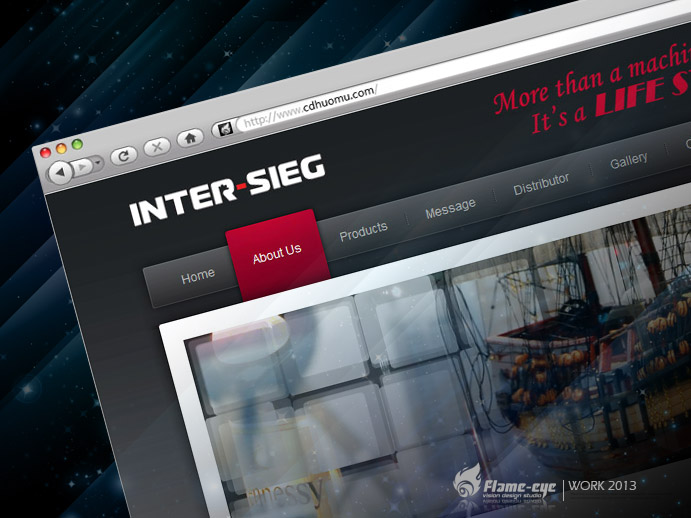 http://www.cdhuomu.com/
More than a machi
It's a LIFE S
INTER-SIEG
Home
About Us
Products
Message
Distributor
Gallery
nessy
Flame-eye
vision design studio
WORK 2013